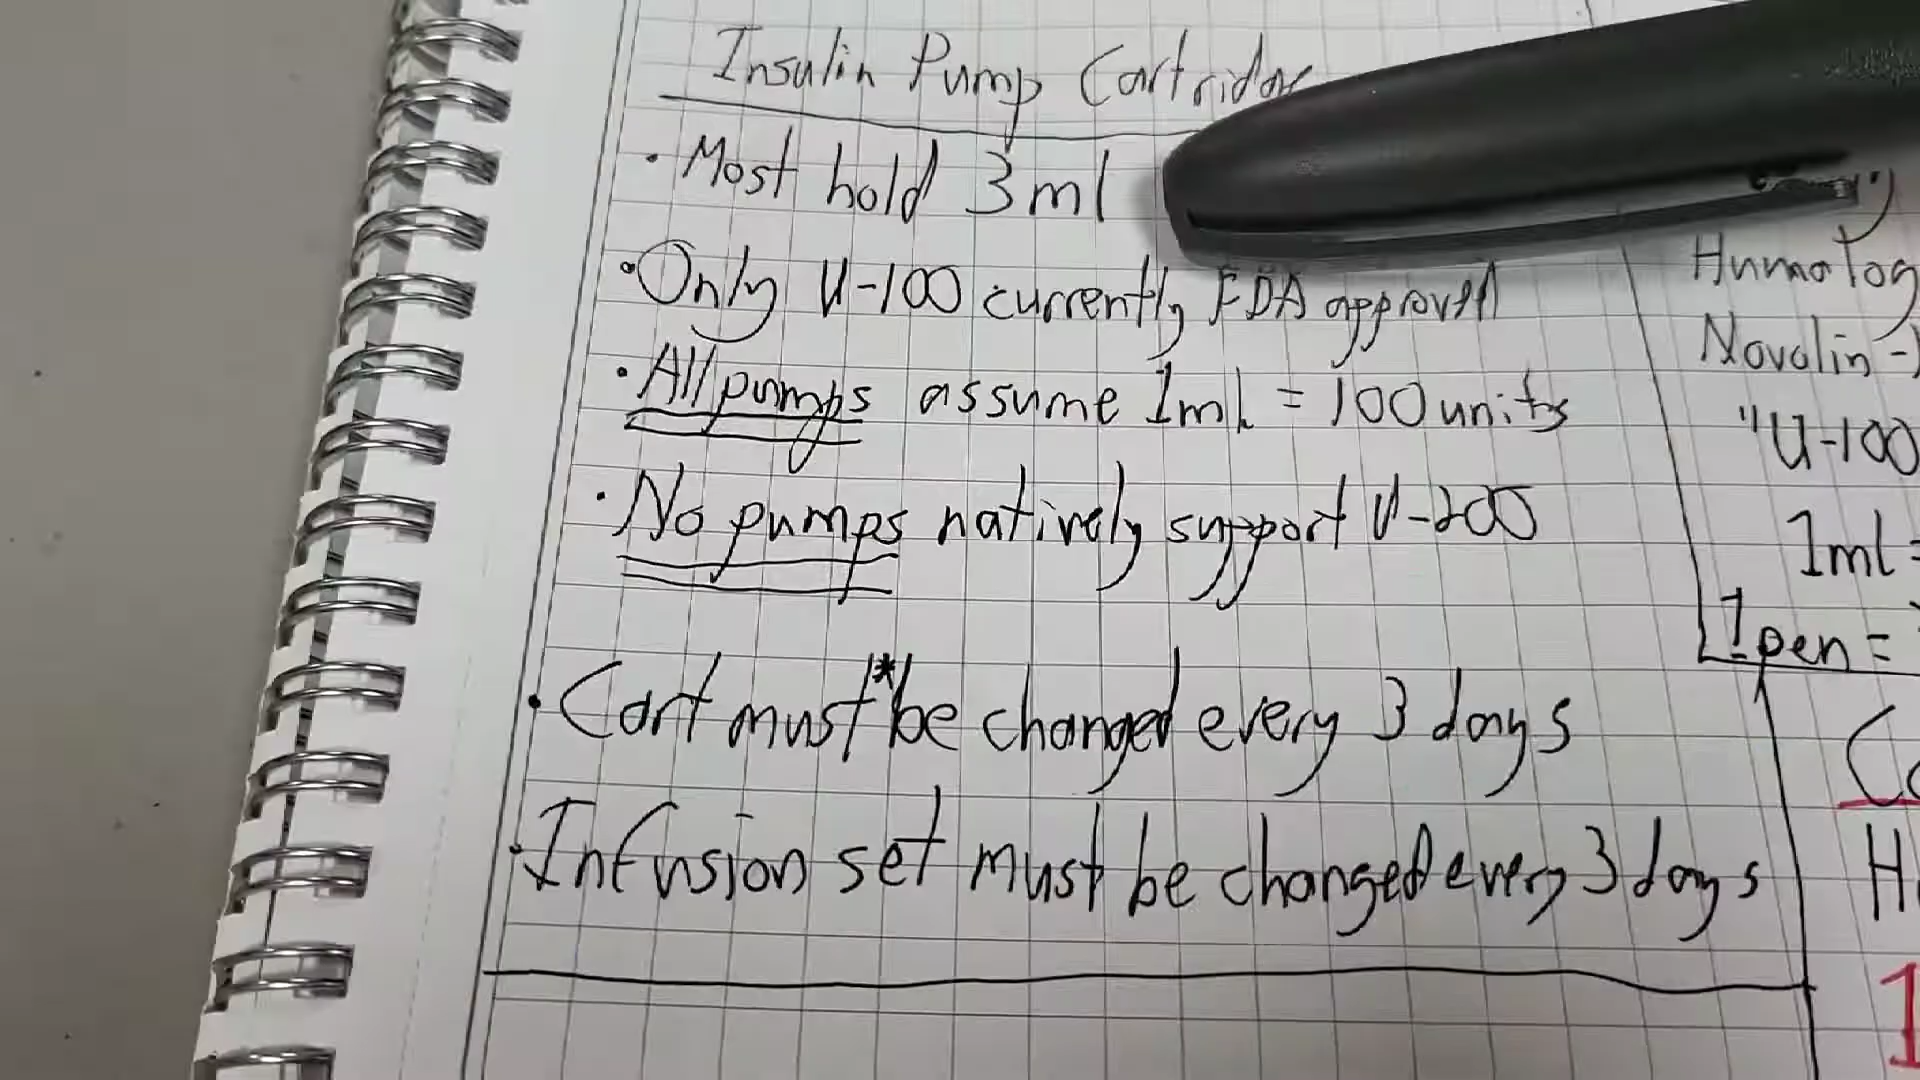 Insulin Pump
· Most hold 3ml
· Only U-100 currently FDA approved
· All pumps assume 1mL = 100 units
· No pumps natively support U-200
· Cart must* be changed every 3 days
· Infusion set must be changed every 3 days
Humalog
Novolin -
"U-100
1ml =
1 pen =